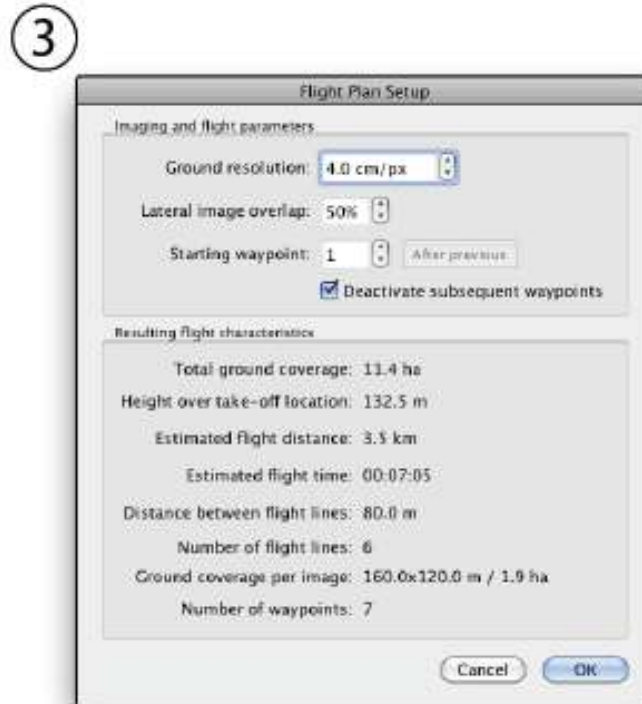 3
Flight Plan Setup
Imaging and flight parameters
Ground resolution: 4.0 cm/px
Lateral image overlap: 50%
Starting waypoint: 1 After previous
Deactivate subsequent waypoints
Resulting flight characteristics
Total ground coverage: 11.4 ha
Height over take-off location: 132.5 m
Estimated flight distance: 3.5 km
Estimated flight time: 00:07:05
Distance between flight lines: 80.0 m
Number of flight lines: 6
Ground coverage per image: 160.0x120.0 m / 1.9 ha
Number of waypoints: 7
Cancel OK